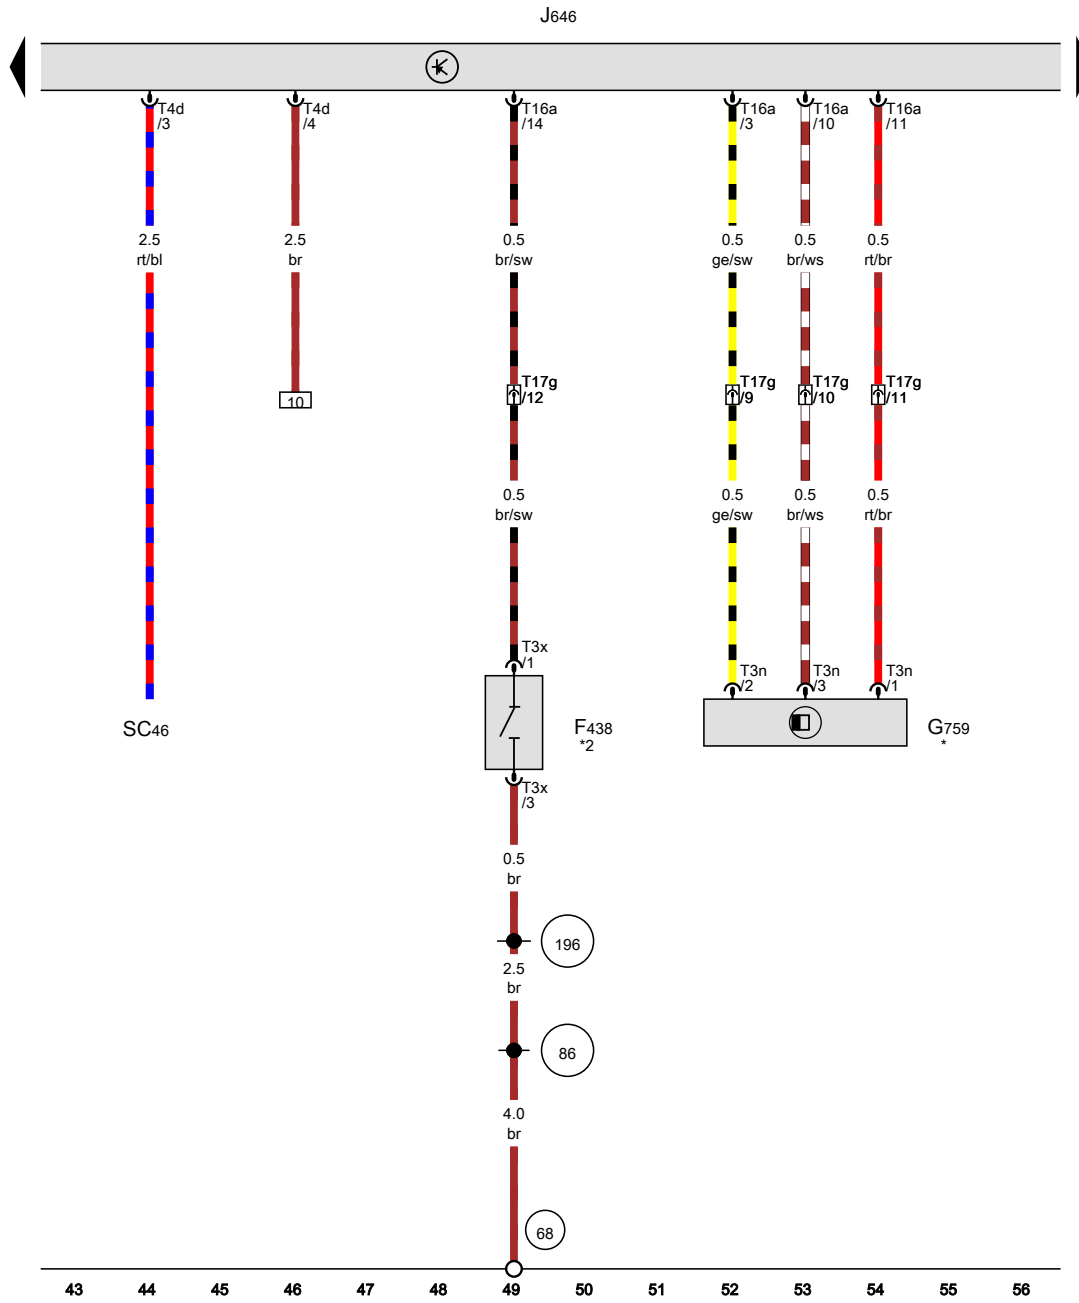 J646
T4d
/3
T4d
/4
T16a
/14
T16a
/3
T16a
/10
T16a
/11
2.5
rt/bl
2.5
br
0.5
br/sw
0.5
ge/sw
0.5
br/ws
0.5
rt/br
10
T17g
/12
T17g
/9
T17g
/10
T17g
/11
0.5
br/sw
0.5
ge/sw
0.5
br/ws
0.5
rt/br
T3x
/1
T3n
/2
T3n
/3
T3n
/1
SC46
F438
*2
G759
*
T3x
/3
0.5
br
196
2.5
br
86
4.0
br
68
43 44 45 46 47 48 49 50 51 52 53 54 55 56